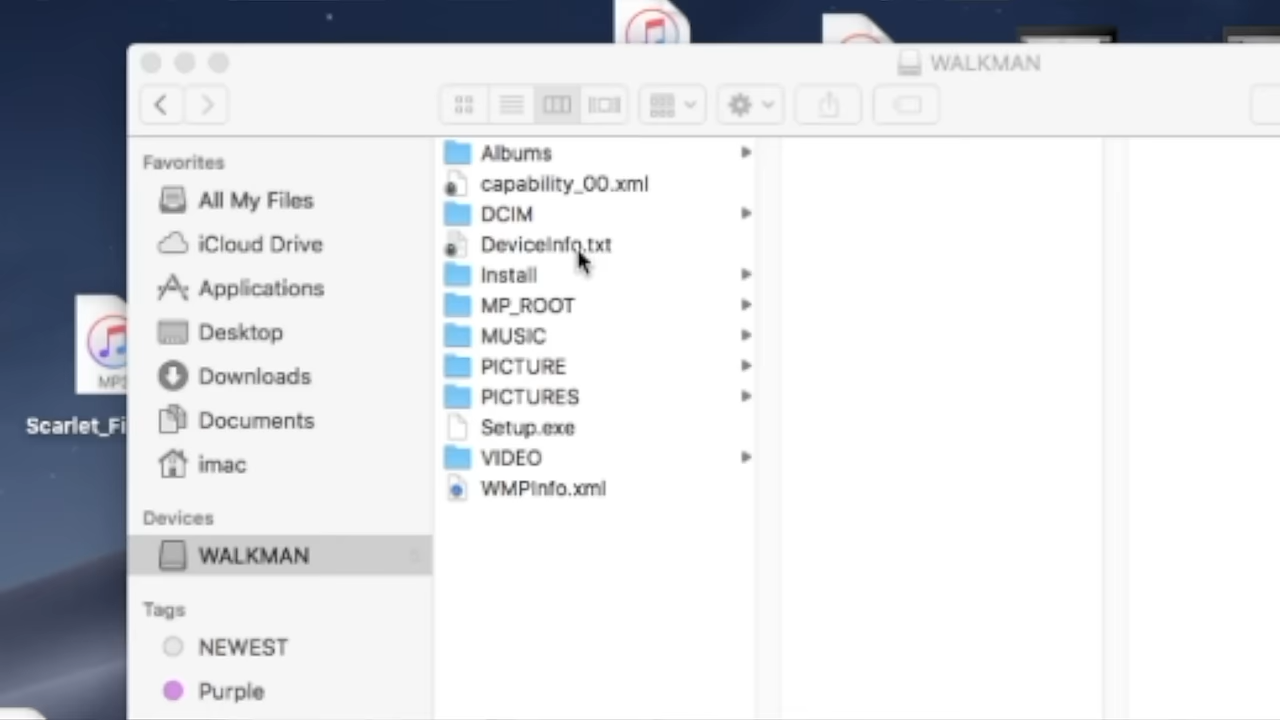 WALKMAN
Favorites
All My Files
iCloud Drive
Applications
Desktop
Downloads
Documents
imac
Devices
WALKMAN
Tags
NEWEST
Purple
Albums
capability_00.xml
DCIM
DeviceInfo.txt
Install
MP_ROOT
MUSIC
PICTURE
PICTURES
Setup.exe
VIDEO
WMPInfo.xml
MP3
Scarlet_Fi